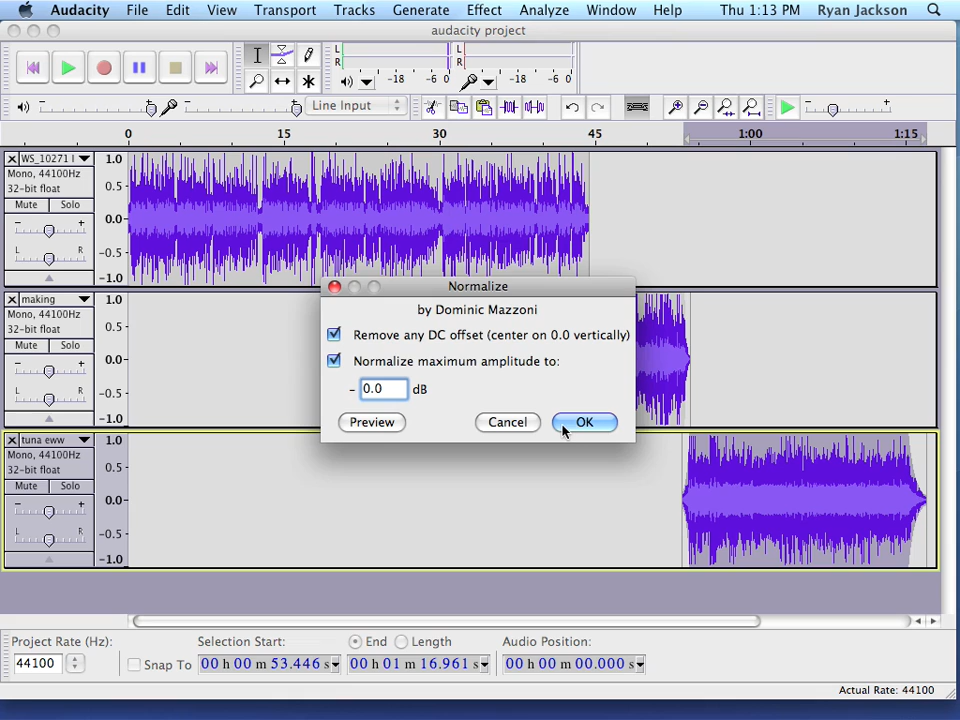 Audacity File Edit View Transport Tracks Generate Effect Analyze Window Help Thu 1:13 PM Ryan Jackson
audacity project
L
R
-18 -6 0
L
R
-18 -6 0
Line Input
0 15 30 45 1:00 1:15
WS_10271 I
Mono, 44100Hz
32-bit float
Mute Solo
- +
L R
1.0
0.5
0.0
-0.5
-1.0
making
Mono, 44100Hz
32-bit float
Mute Solo
- +
L R
1.0
0.5
0.0
-0.5
-1.0
tuna eww
Mono, 44100Hz
32-bit float
Mute Solo
- +
L R
1.0
0.5
0.0
-0.5
-1.0
Normalize
by Dominic Mazzoni
Remove any DC offset (center on 0.0 vertically)
Normalize maximum amplitude to:
- 0.0 dB
Preview Cancel OK
Project Rate (Hz): Selection Start: End Length Audio Position:
44100 Snap To 00 h 00 m 53.446 s 00 h 01 m 16.961 s 00 h 00 m 00.000 s
Actual Rate: 44100